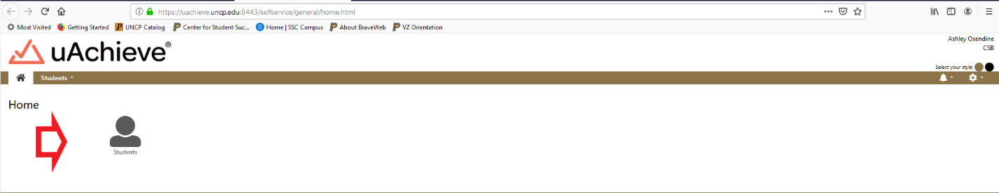 https://uachieve.uncp.edu:8443/selfservice/general/home.html
Most Visited Getting Started UNCP Catalog Center for Student Suc... Home | SSC Campus About BraveWeb VZ Orientation
uAchieve®
Ashley Oxendine
CSB
Select your style:
Students
Home
Students